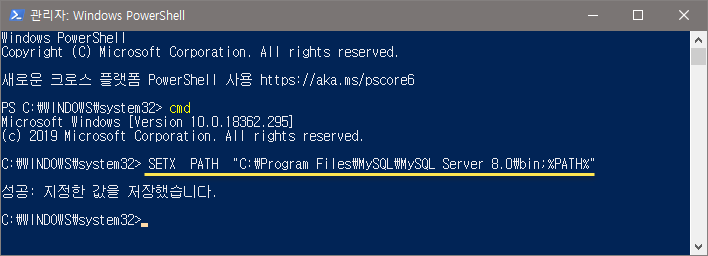 관리자: Windows PowerShell
Windows PowerShell
Copyright (C) Microsoft Corporation. All rights reserved.
새로운 크로스 플랫폼 PowerShell 사용 https://aka.ms/pscore6
PS C:₩WINDOWS₩system32> cmd
Microsoft Windows [Version 10.0.18362.295]
(c) 2019 Microsoft Corporation. All rights reserved.
C:₩WINDOWS₩system32> SETX  PATH  "C:₩Program Files₩MySQL₩MySQL Server 8.0₩bin;%PATH%"
성공: 지정한 값을 저장했습니다.
C:₩WINDOWS₩system32>